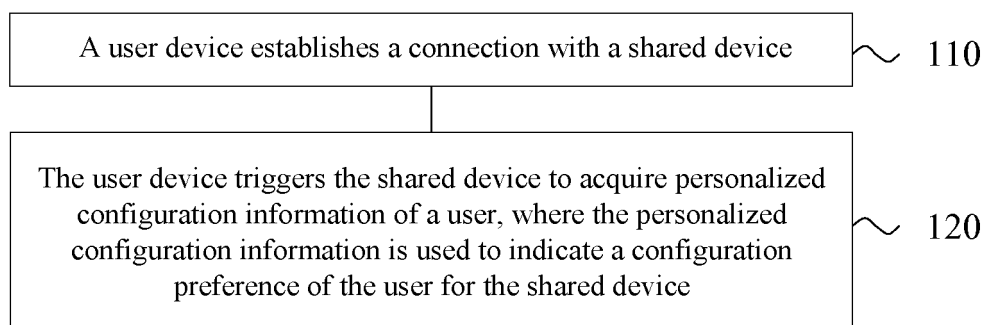 A user device establishes a connection with a shared device
110
The user device triggers the shared device to acquire personalized
configuration information of a user, where the personalized
configuration information is used to indicate a configuration
preference of the user for the shared device
120